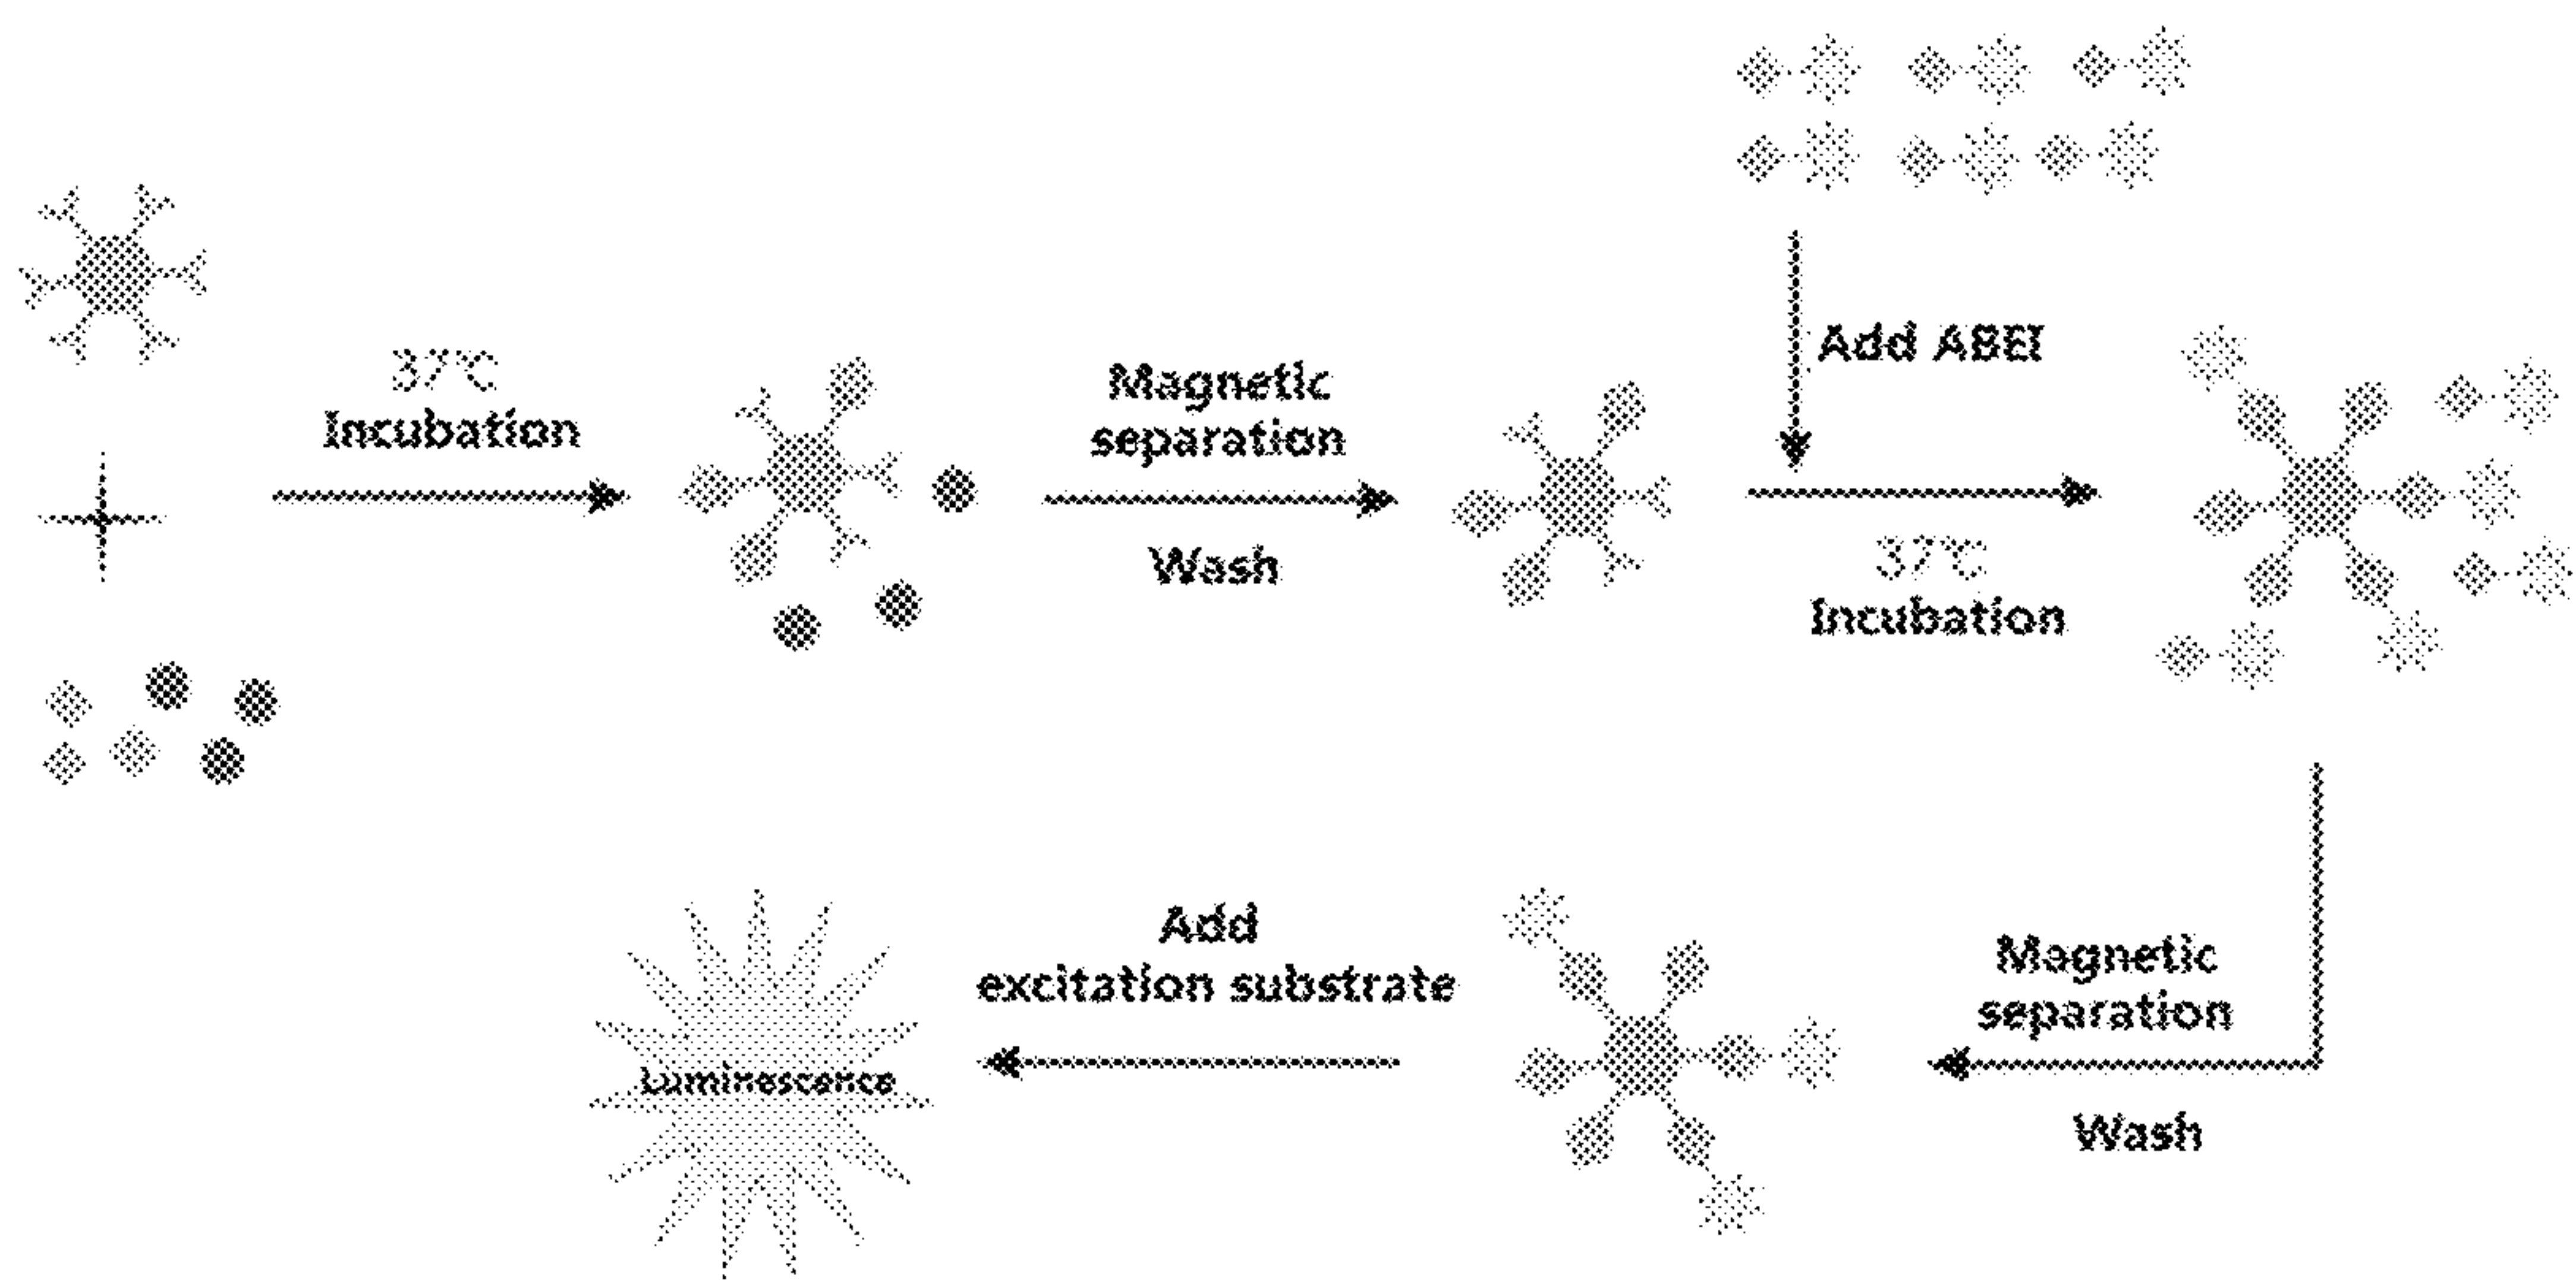 37℃
Incubation
Magnetic
separation
Wash
Add ABEI
37℃
Incubation
Magnetic
separation
Wash
Add
excitation substrate
Luminescence